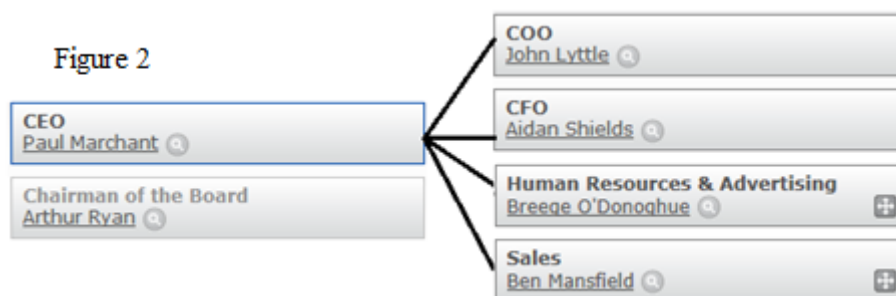 Figure 2
CEO
Paul Marchant
Chairman of the Board
Arthur Ryan
COO
John Lyttle
CFO
Aidan Shields
Human Resources & Advertising
Breege O'Donoghue
Sales
Ben Mansfield